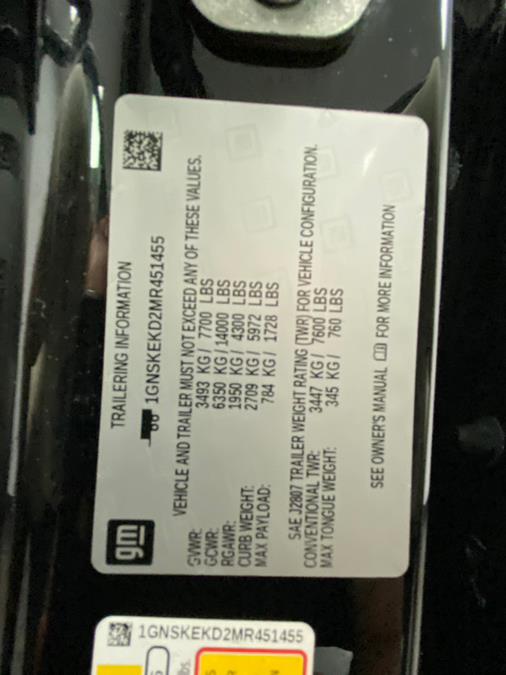 TRAILERING INFORMATION
gm
1GNSKEKD2MR451455
VEHICLE AND TRAILER MUST NOT EXCEED ANY OF THESE VALUES.
GVWR: 3493 KG / 7700 LBS
GCWR: 6350 KG / 14000 LBS
RGAWR: 1950 KG / 4300 LBS
CURB WEIGHT: 2709 KG / 5972 LBS
MAX PAYLOAD: 784 KG / 1728 LBS
SAE J2807 TRAILER WEIGHT RATING (TWR) FOR VEHICLE CONFIGURATION.
CONVENTIONAL TWR: 3447 KG / 7600 LBS
MAX TONGUE WEIGHT: 345 KG / 760 LBS
SEE OWNER'S MANUAL FOR MORE INFORMATION
1GNSKEKD2MR451455
lbs.